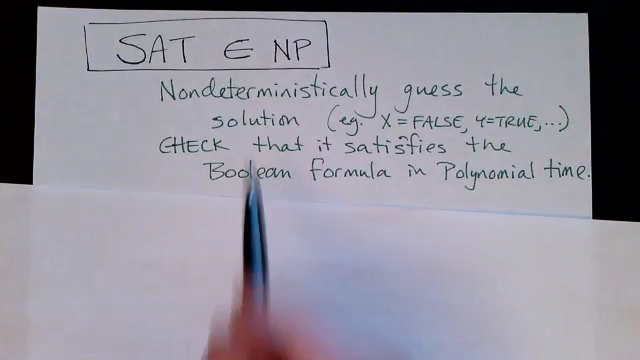 SAT ∈ NP
Nondeterministically guess the
solution (eg. X = FALSE, Y=TRUE,...)
CHECK that it satisfies the
Boolean formula in Polynomial time.